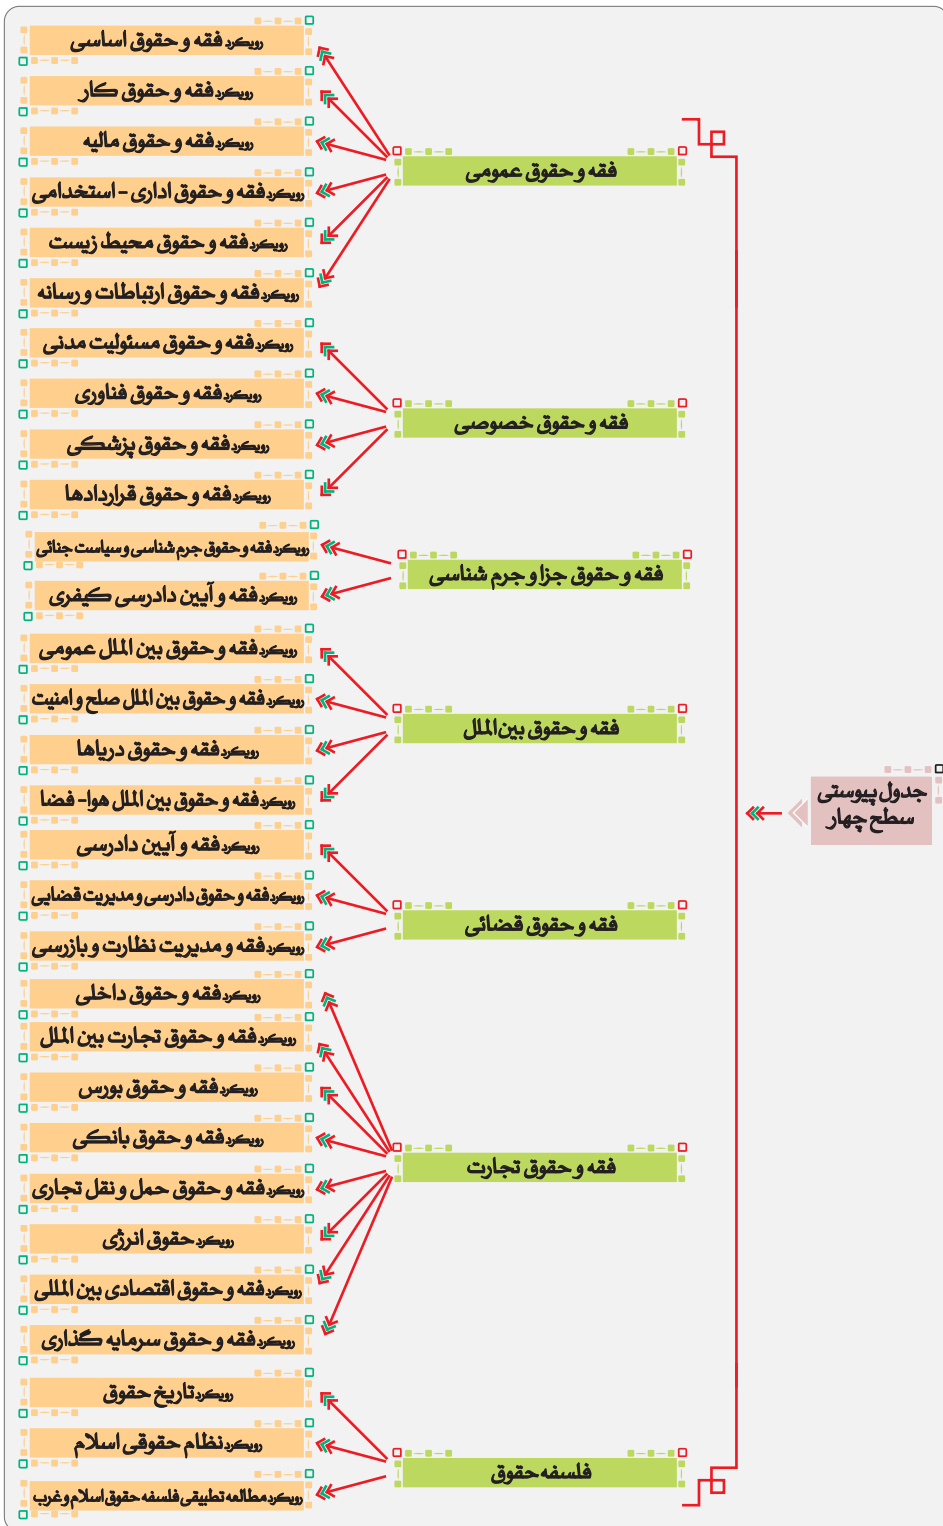 جدول پیوستی
سطح چهار
فقه و حقوق عمومی
رویکرد فقه و حقوق اساسی
رویکرد فقه و حقوق کار
رویکرد فقه و حقوق مالیه
رویکرد فقه و حقوق اداری - استخدامی
رویکرد فقه و حقوق محیط زیست
رویکرد فقه و حقوق ارتباطات و رسانه
فقه و حقوق خصوصی
رویکرد فقه و حقوق مسئولیت مدنی
رویکرد فقه و حقوق فناوری
رویکرد فقه و حقوق پزشکی
رویکرد فقه و حقوق قراردادها
فقه و حقوق جزا و جرم شناسی
رویکرد فقه و حقوق جرم شناسی و سیاست جنائی
رویکرد فقه و آیین دادرسی کیفری
فقه و حقوق بین‌الملل
رویکرد فقه و حقوق بین الملل عمومی
رویکرد فقه و حقوق بین الملل صلح و امنیت
رویکرد فقه و حقوق دریاها
رویکرد فقه و حقوق بین الملل هوا- فضا
فقه و حقوق قضائی
رویکرد فقه و آیین دادرسی
رویکرد فقه و حقوق دادرسی و مدیریت قضایی
رویکرد فقه و مدیریت نظارت و بازرسی
فقه و حقوق تجارت
رویکرد فقه و حقوق داخلی
رویکرد فقه و حقوق تجارت بین الملل
رویکرد فقه و حقوق بورس
رویکرد فقه و حقوق بانکی
رویکرد فقه و حقوق حمل و نقل تجاری
رویکرد حقوق انرژی
رویکرد فقه و حقوق اقتصادی بین المللی
رویکرد فقه و حقوق سرمایه گذاری
فلسفه حقوق
رویکرد تاریخ حقوق
رویکرد نظام حقوقی اسلام
رویکرد مطالعه تطبیقی فلسفه حقوق اسلام و غرب